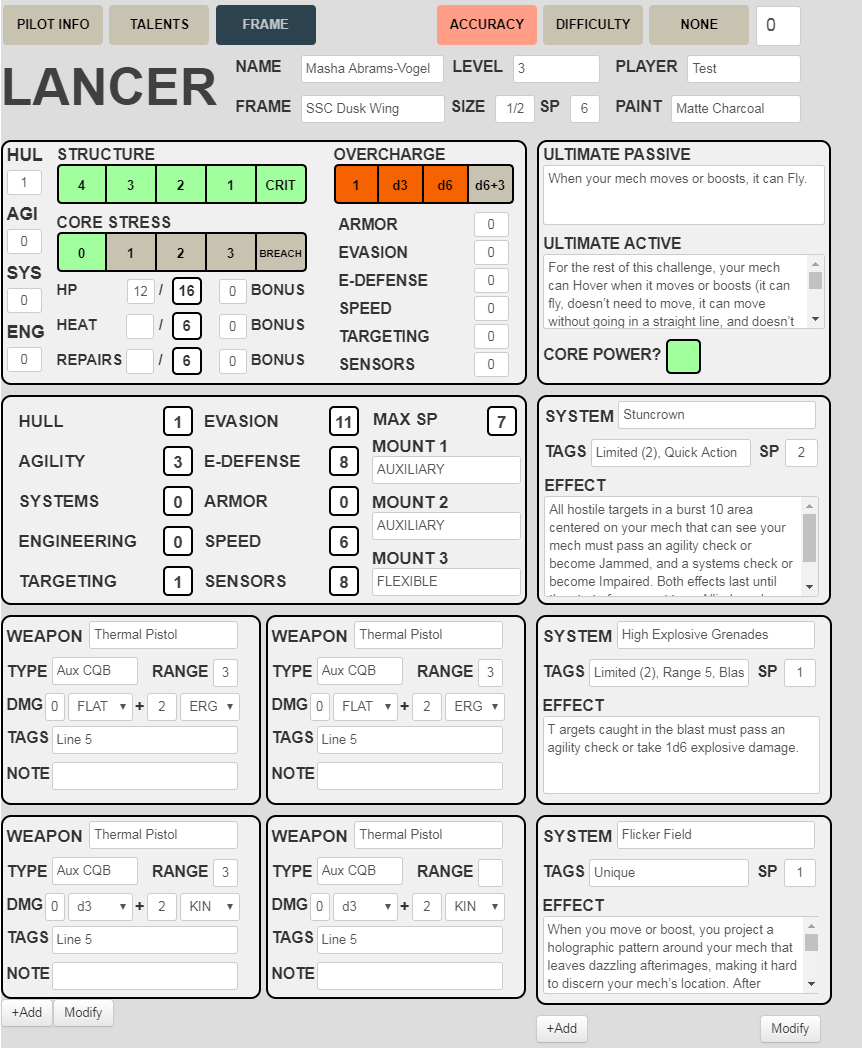 PILOT INFO TALENTS FRAME ACCURACY DIFFICULTY NONE 0
LANCER
NAME Masha Abrams-Vogel LEVEL 3 PLAYER Test
FRAME SSC Dusk Wing SIZE 1/2 SP 6 PAINT Matte Charcoal
HUL 1
AGI 0
SYS 0
ENG 0
STRUCTURE
4 3 2 1 CRIT
CORE STRESS
0 1 2 3 BREACH
HP 12 / 16 0 BONUS
HEAT / 6 0 BONUS
REPAIRS / 6 0 BONUS
OVERCHARGE
1 d3 d6 d6+3
ARMOR 0
EVASION 0
E-DEFENSE 0
SPEED 0
TARGETING 0
SENSORS 0
ULTIMATE PASSIVE
When your mech moves or boosts, it can Fly.
ULTIMATE ACTIVE
For the rest of this challenge, your mech
can Hover when it moves or boosts (it can
fly, doesn't need to move, it can move
without going in a straight line, and doesn't
CORE POWER?
HULL 1 EVASION 11
AGILITY 3 E-DEFENSE 8
SYSTEMS 0 ARMOR 0
ENGINEERING 0 SPEED 6
TARGETING 1 SENSORS 8
MAX SP 7
MOUNT 1
AUXILIARY
MOUNT 2
AUXILIARY
MOUNT 3
FLEXIBLE
SYSTEM Stuncrown
TAGS Limited (2), Quick Action SP 2
EFFECT
All hostile targets in a burst 10 area
centered on your mech that can see your
mech must pass an agility check or
become Jammed, and a systems check or
become Impaired. Both effects last until
WEAPON Thermal Pistol
TYPE Aux CQB RANGE 3
DMG 0 FLAT + 2 ERG
TAGS Line 5
NOTE
WEAPON Thermal Pistol
TYPE Aux CQB RANGE 3
DMG 0 FLAT + 2 ERG
TAGS Line 5
NOTE
SYSTEM High Explosive Grenades
TAGS Limited (2), Range 5, Blas SP 1
EFFECT
T argets caught in the blast must pass an
agility check or take 1d6 explosive damage.
WEAPON Thermal Pistol
TYPE Aux CQB RANGE 3
DMG 0 d3 + 2 KIN
TAGS Line 5
NOTE
WEAPON Thermal Pistol
TYPE Aux CQB RANGE
DMG 0 d3 + 2 KIN
TAGS Line 5
NOTE
SYSTEM Flicker Field
TAGS Unique SP 1
EFFECT
When you move or boost, you project a
holographic pattern around your mech that
leaves dazzling afterimages, making it hard
to discern your mech's location. After
+Add Modify
+Add Modify